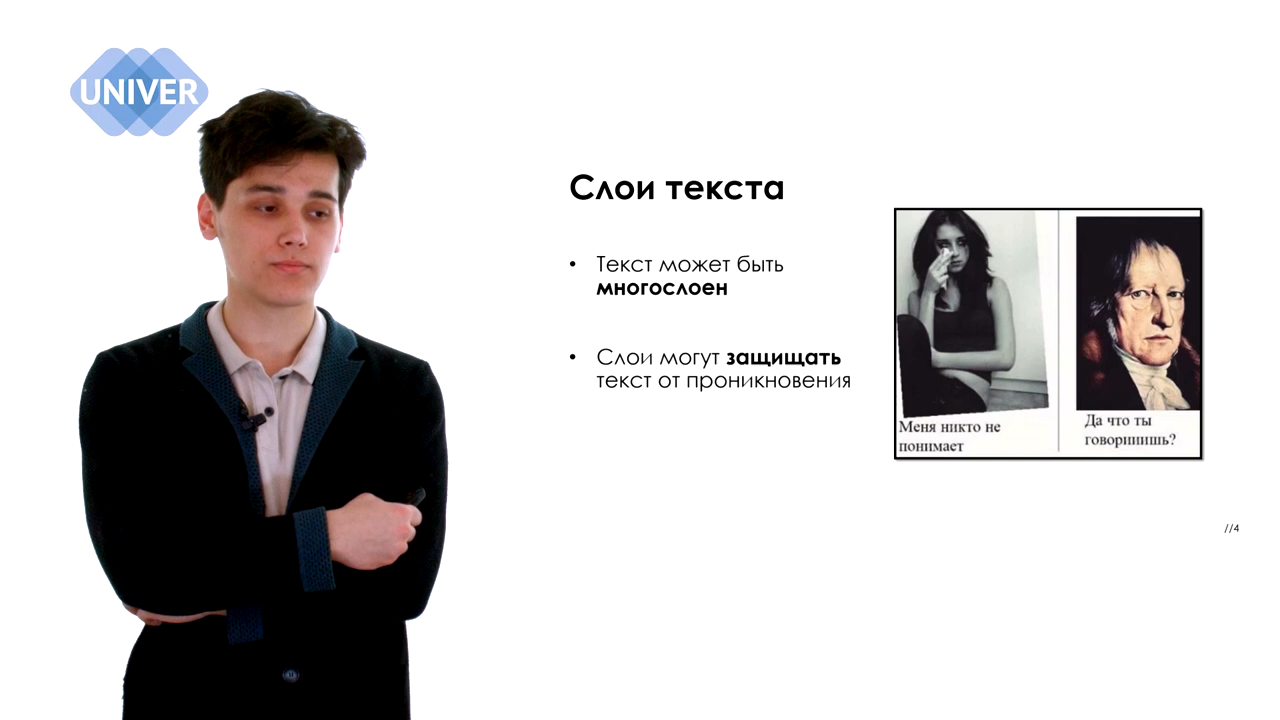 UNIVER
Слои текста
• Текст может быть
многослоен
• Слои могут защищать
текст от проникновения
Меня никто не
понимает
Да что ты
говорииишь?
//4